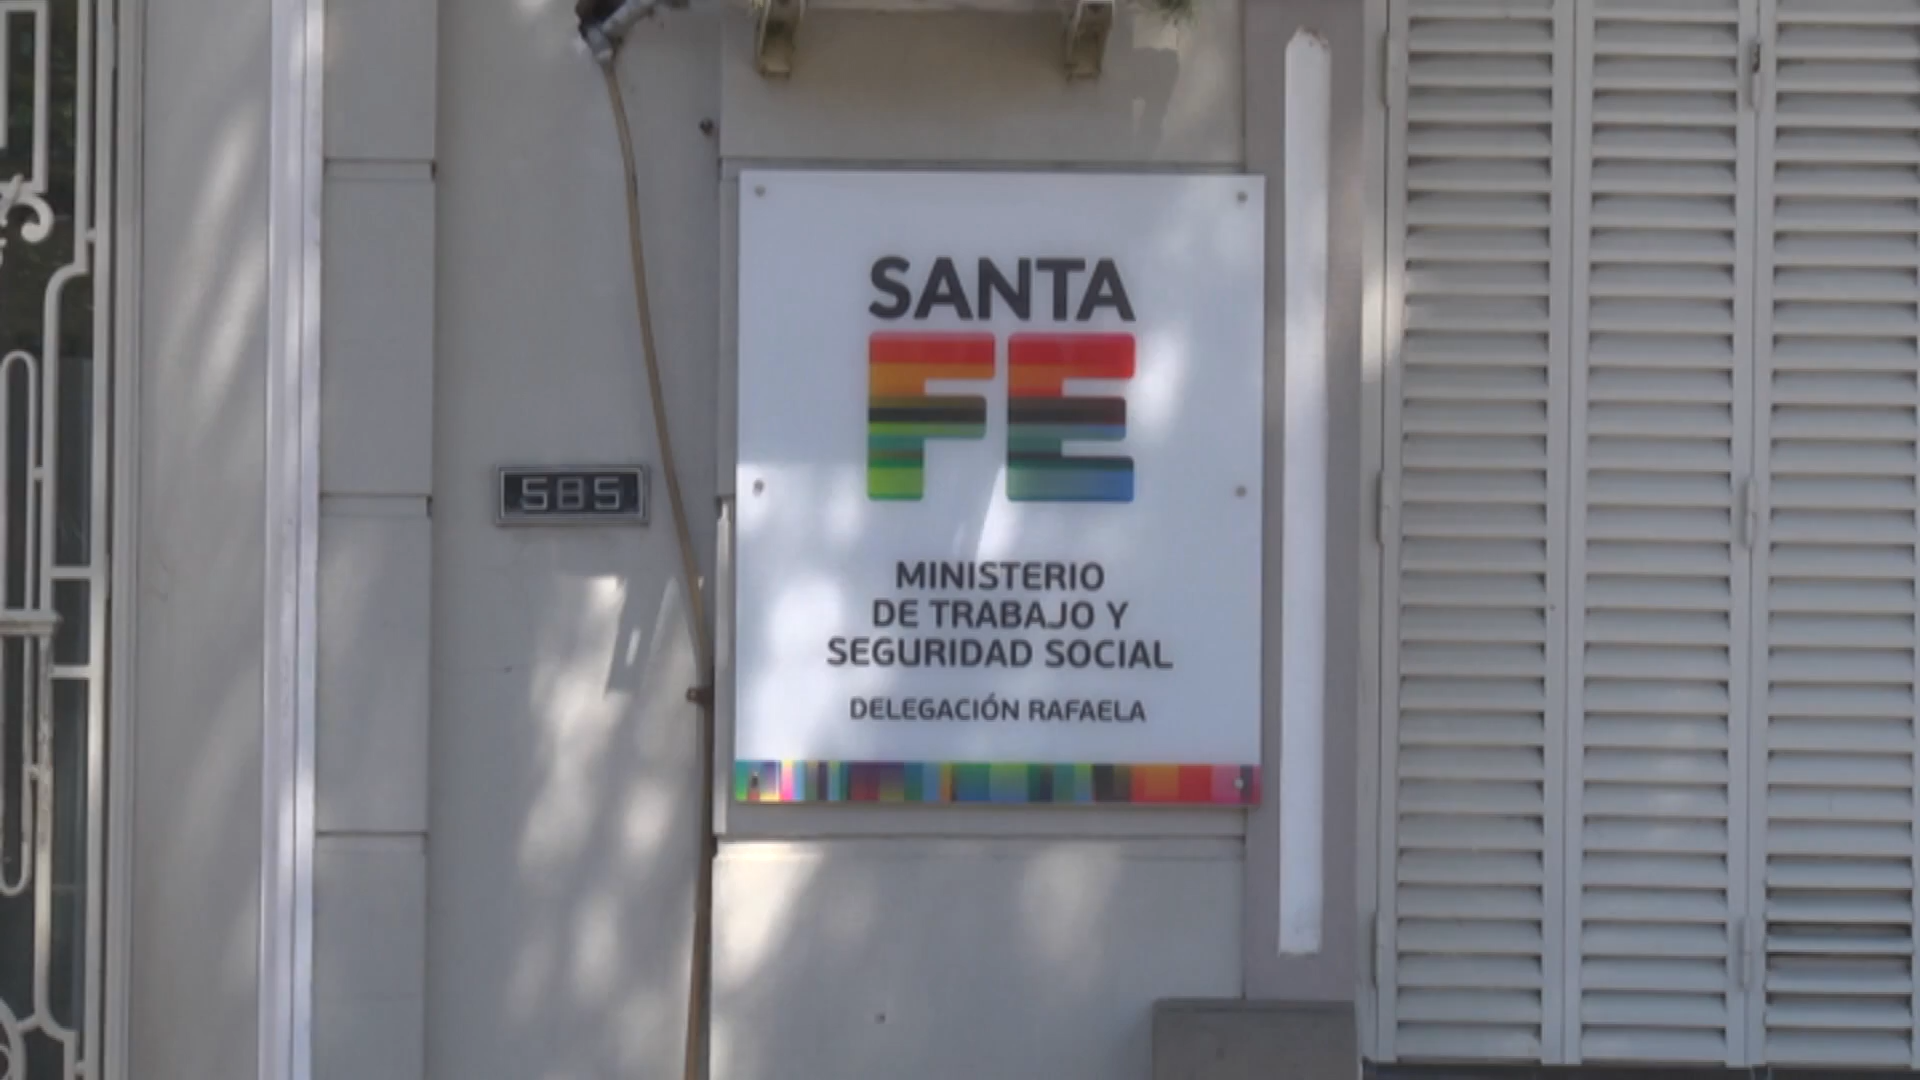 585
SANTA
FE
MINISTERIO
DE TRABAJO Y
SEGURIDAD SOCIAL
DELEGACIÓN RAFAELA